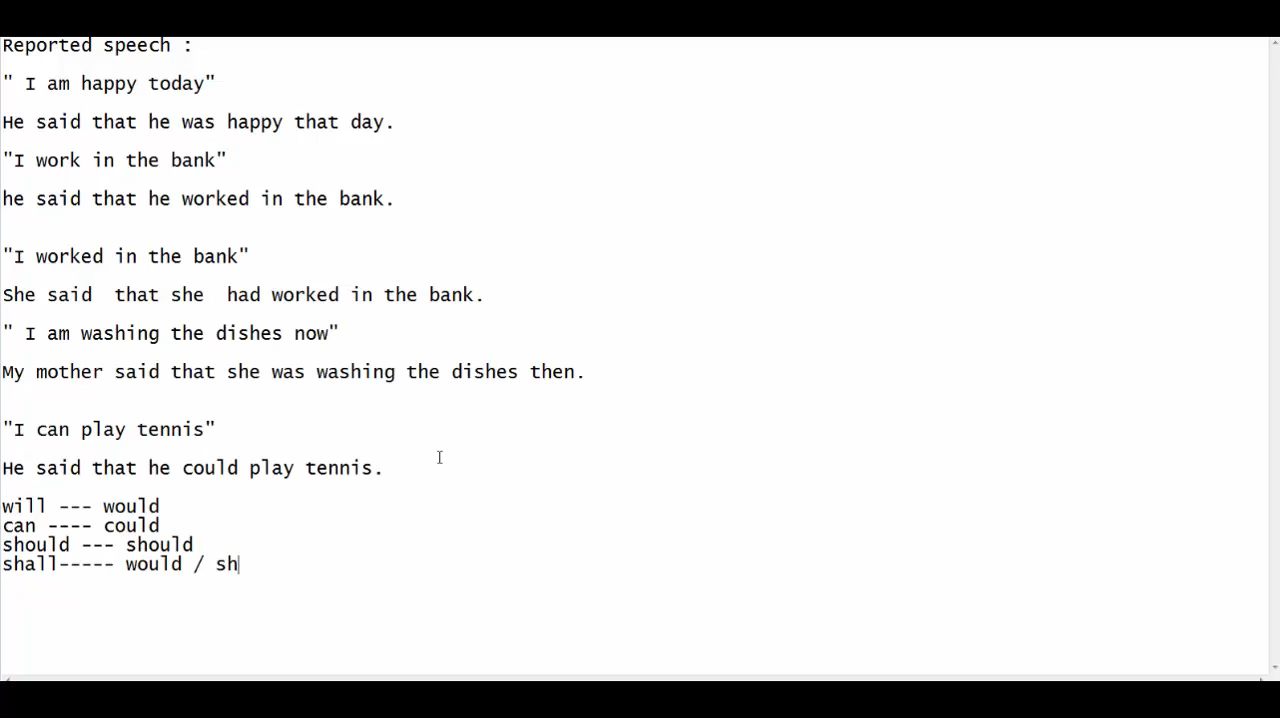 Reported speech :
" I am happy today"
He said that he was happy that day.
"I work in the bank"
he said that he worked in the bank.
"I worked in the bank"
She said  that she  had worked in the bank.
" I am washing the dishes now"
My mother said that she was washing the dishes then.
"I can play tennis"
He said that he could play tennis.
will --- would
can ---- could
should --- should
shall----- would / sh